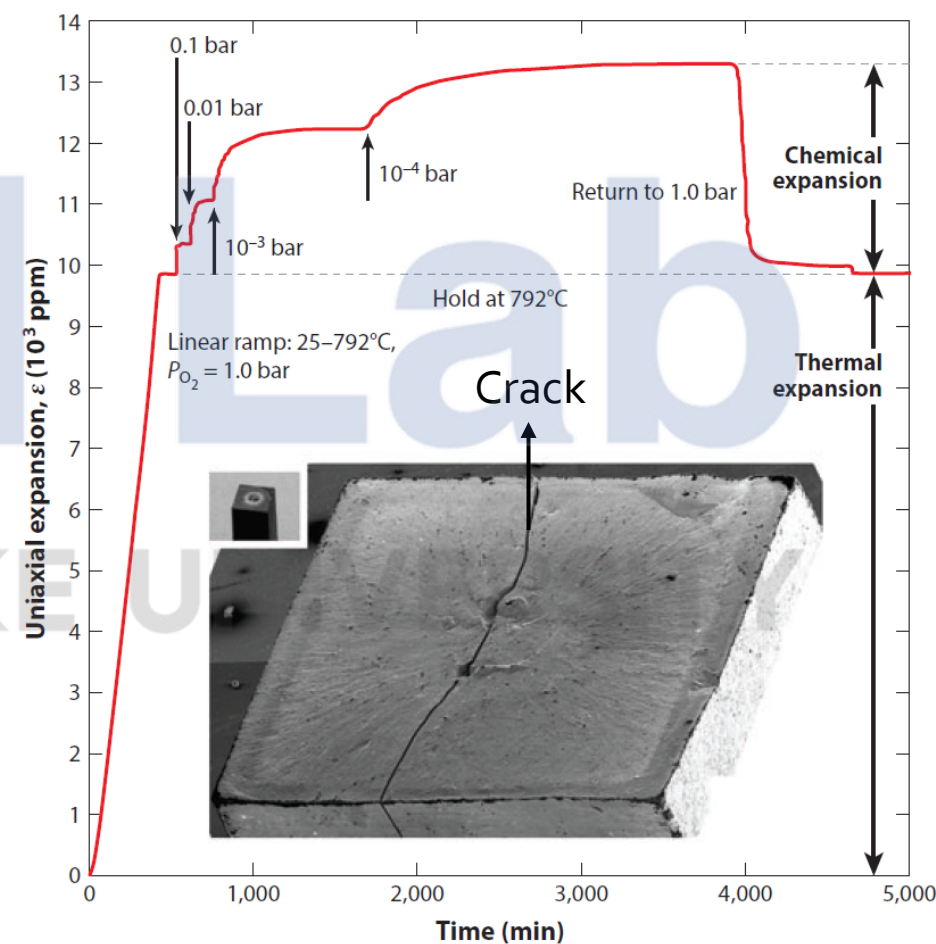 14
13
12
11
10
9
8
7
6
5
4
3
2
1
0
Uniaxial expansion, ε (10³ ppm)
0.1 bar
0.01 bar
10⁻³ bar
10⁻⁴ bar
Return to 1.0 bar
Chemical
expansion
Hold at 792°C
Linear ramp: 25–792°C,
P_O₂ = 1.0 bar
Thermal
expansion
Lab
Crack
KE U
Y
0
1,000
2,000
3,000
4,000
5,000
Time (min)